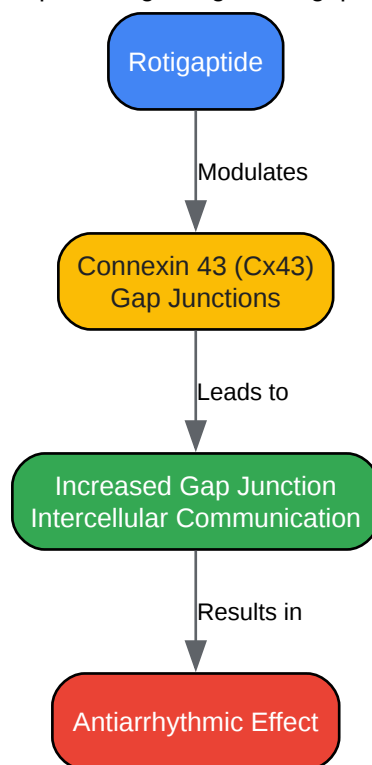 Rotigaptide
Modulates
Connexin 43 (Cx43)
Gap Junctions
Leads to
Increased Gap Junction
Intercellular Communication
Results in
Antiarrhythmic Effect